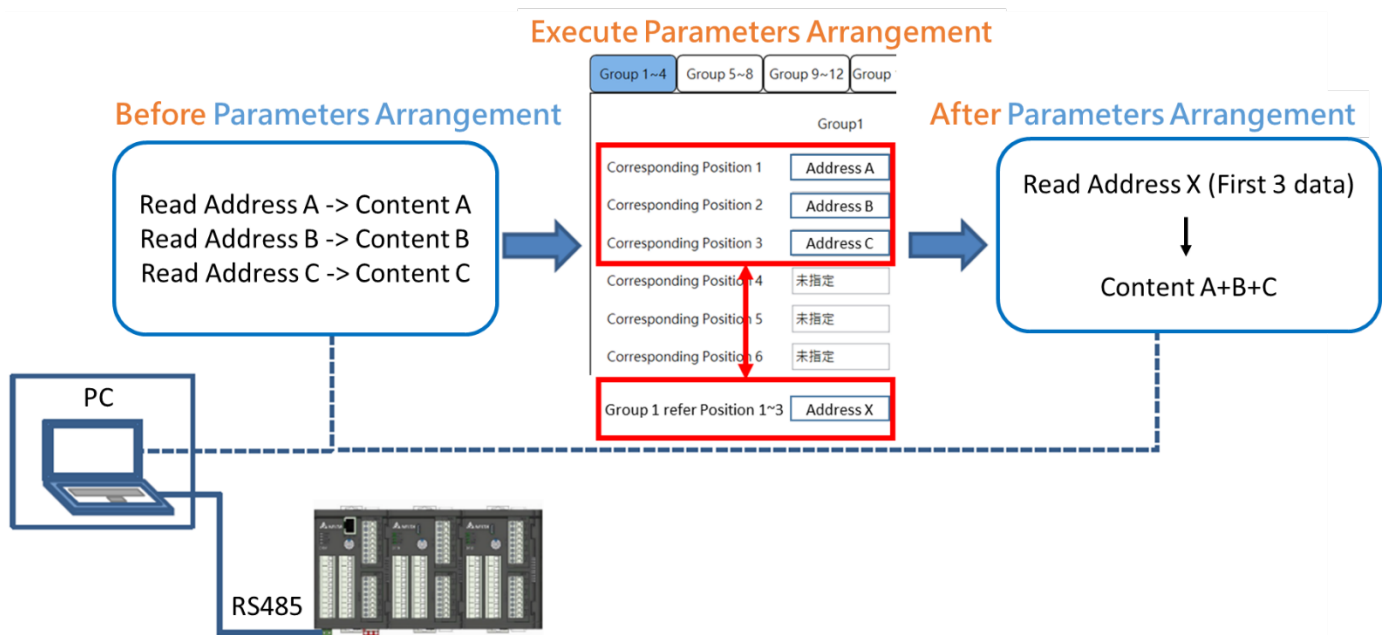 Execute Parameters Arrangement
Group 1~4
Group 5~8
Group 9~12
Group
Before Parameters Arrangement
After Parameters Arrangement
Group1
Read Address A -> Content A
Read Address B -> Content B
Read Address C -> Content C
Corresponding Position 1
Address A
Corresponding Position 2
Address B
Corresponding Position 3
Address C
Corresponding Position 4
未指定
Corresponding Position 5
未指定
Corresponding Position 6
未指定
Group 1 refer Position 1~3
Address X
Read Address X (First 3 data)
Content A+B+C
PC
RS485